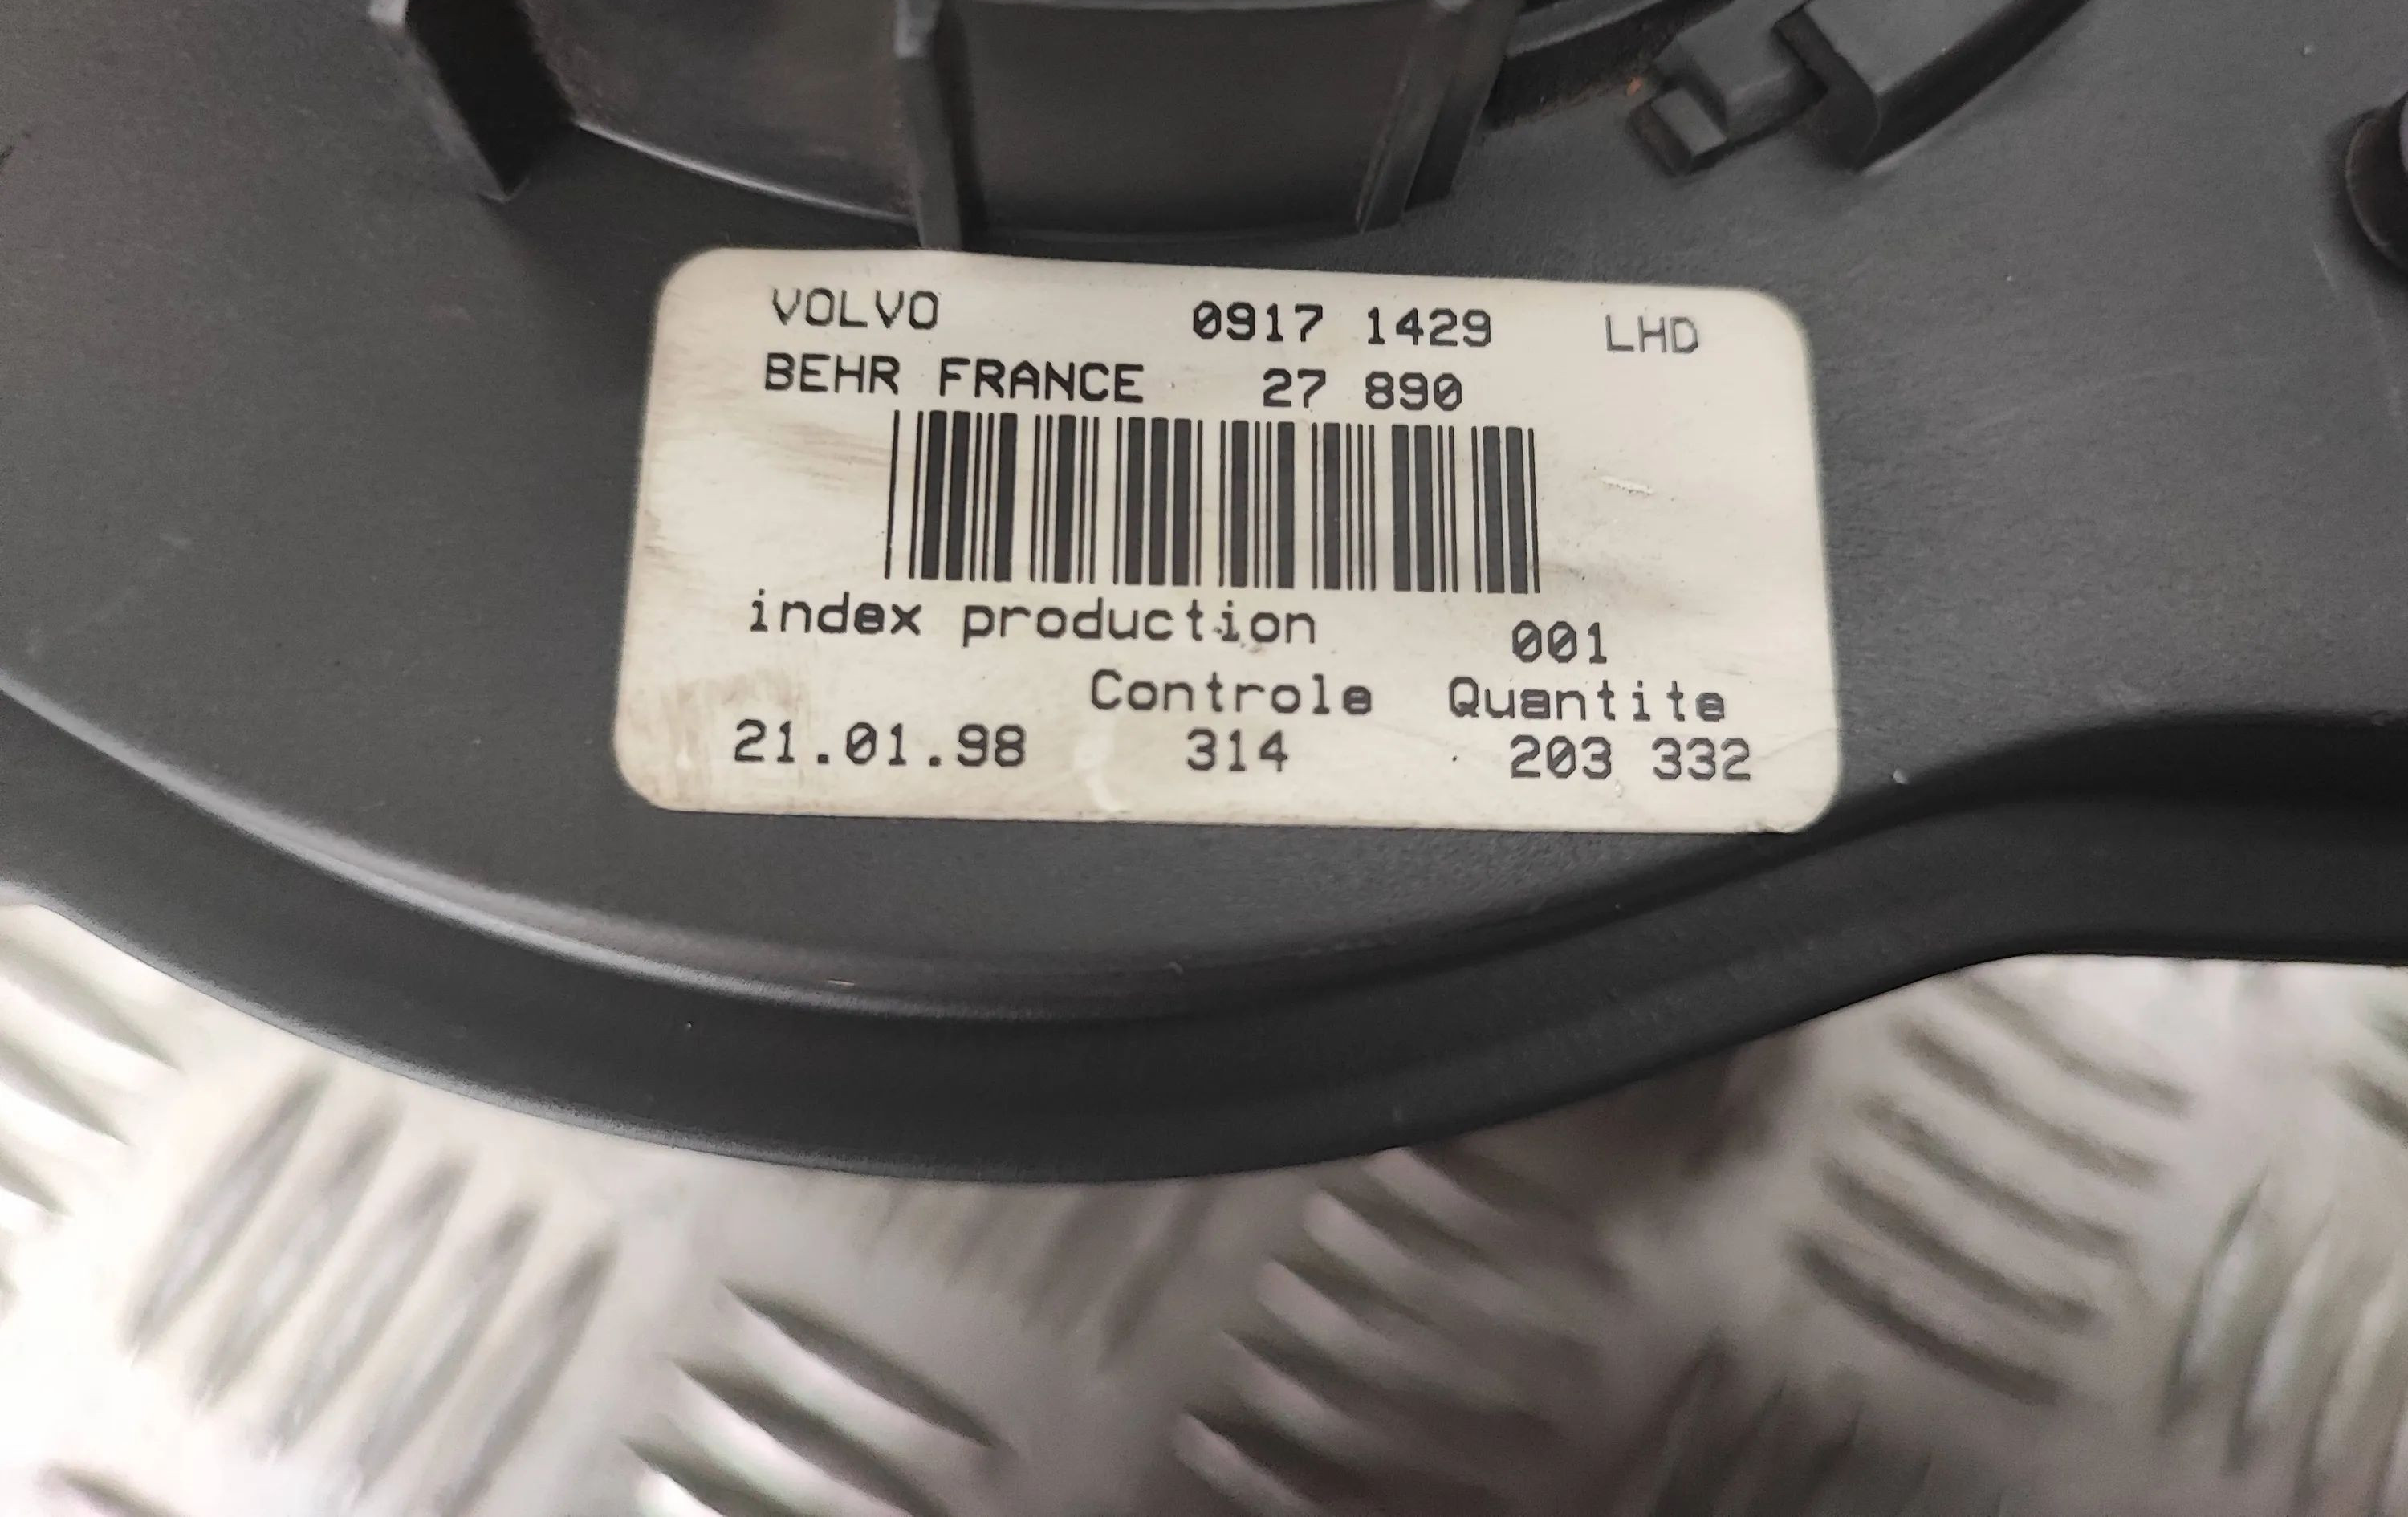 VOLVO 0917 1429 LHD
BEHR FRANCE 27 890
index production 001
Controle Quantite
21.01.98 314 203 332